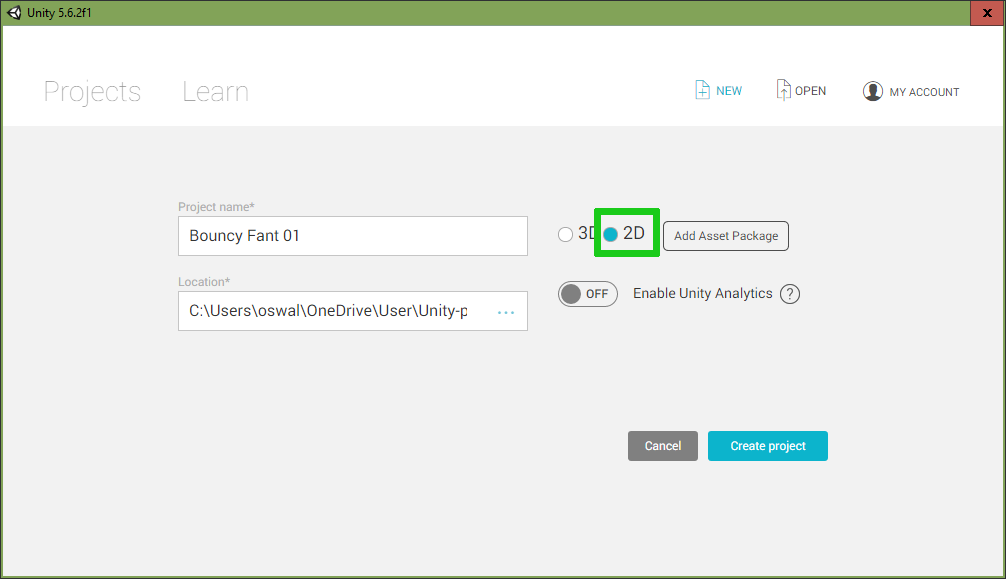 Unity 5.6.2f1
x
Projects Learn NEW OPEN MY ACCOUNT
Project name*
Bouncy Fant 01
3D 2D Add Asset Package
Location*
OFF Enable Unity Analytics ?
C:\Users\oswal\OneDrive\User\Unity-p ...
Cancel Create project